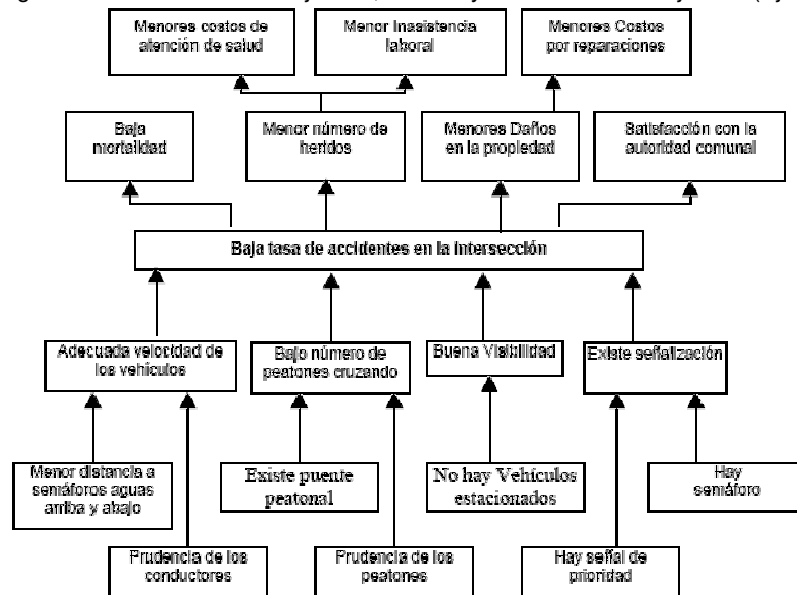 Menores costos de
atención de salud
Menor Inasistencia
laboral
Menores Costos
por reparaciones
Baja
mortalidad
Menor número de
heridos
Menores Daños
en la propiedad
Satisfacción con la
autoridad comunal
Baja tasa de accidentes en la intersección
Adecuada velocidad de
los vehículos
Bajo número de
peatones cruzando
Buena Visibilidad
Existe señalización
Menor distancia a
semáforos aguas
arriba y abajo
Existe puente
peatonal
No hay Vehículos
estacionados
Hay
semáforo
Prudencia de los
conductores
Prudencia de los
peatones
Hay señal de
prioridad